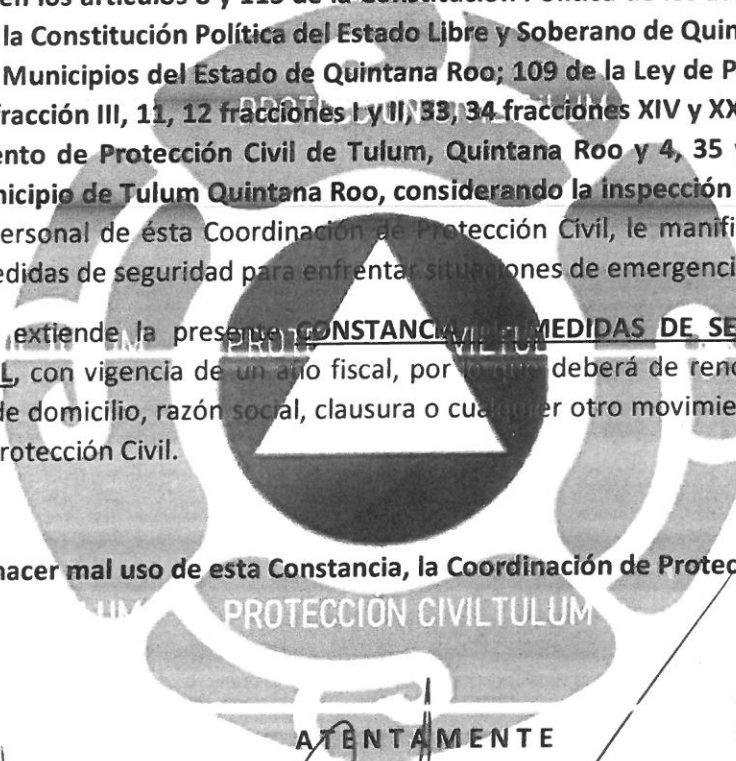 en los artículos 8 y 115 de la Constitución Política de los
la Constitución Política del Estado Libre y Soberano de Quin
Municipios del Estado de Quintana Roo; 109 de la Ley de P
fracción III, 11, 12 fracciones I y II, 33, 34 fracciones XIV y XX
ento de Protección Civil de Tulum, Quintana Roo y 4, 35
nicipio de Tulum Quintana Roo, considerando la inspección
ersonal de ésta Coordinación de Protección Civil, le manifi
edidas de seguridad para enfrentar situaciones de emergenci
extiende la presente CONSTANCIA DE MEDIDAS DE SE
L, con vigencia de un año fiscal, por lo que deberá de reno
de domicilio, razón social, clausura o cualquier otro movimie
rotección Civil.
hacer mal uso de esta Constancia, la Coordinación de Protec
LUM PROTECCIÓN CIVILTULUM
ATENTAMENTE